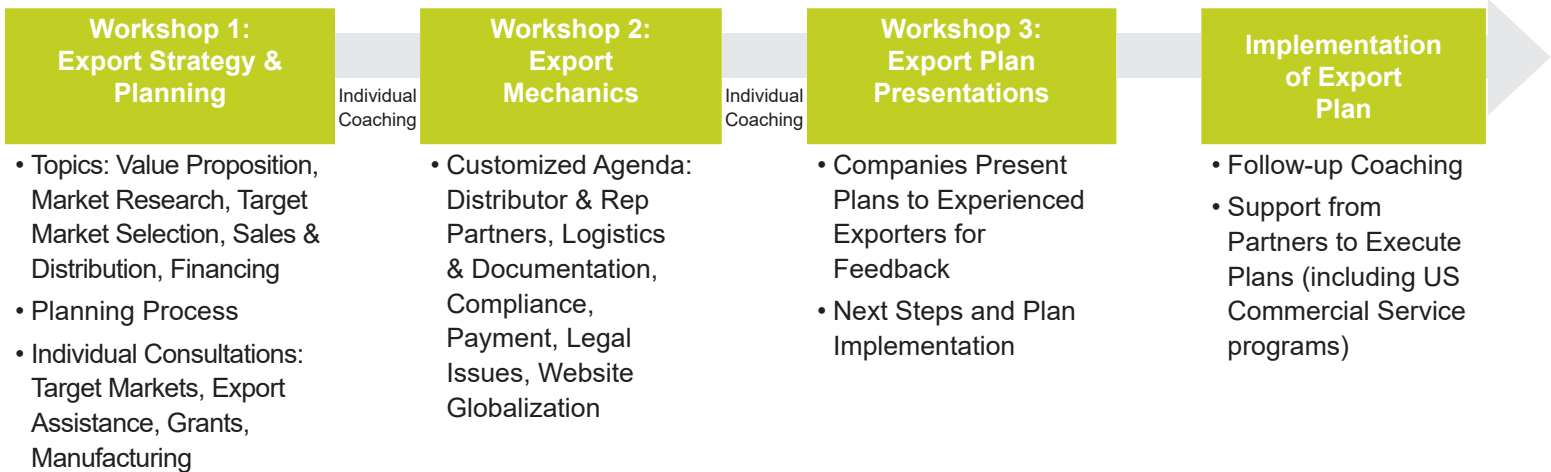 Workshop 1:
Export Strategy &
Planning
• Topics: Value Proposition,
Market Research, Target
Market Selection, Sales &
Distribution, Financing
• Planning Process
• Individual Consultations:
Target Markets, Export
Assistance, Grants,
Manufacturing
Individual
Coaching
Workshop 2:
Export
Mechanics
• Customized Agenda:
Distributor & Rep
Partners, Logistics
& Documentation,
Compliance,
Payment, Legal
Issues, Website
Globalization
Individual
Coaching
Workshop 3:
Export Plan
Presentations
• Companies Present
Plans to Experienced
Exporters for
Feedback
• Next Steps and Plan
Implementation
Implementation
of Export
Plan
• Follow-up Coaching
• Support from
Partners to Execute
Plans (including US
Commercial Service
programs)